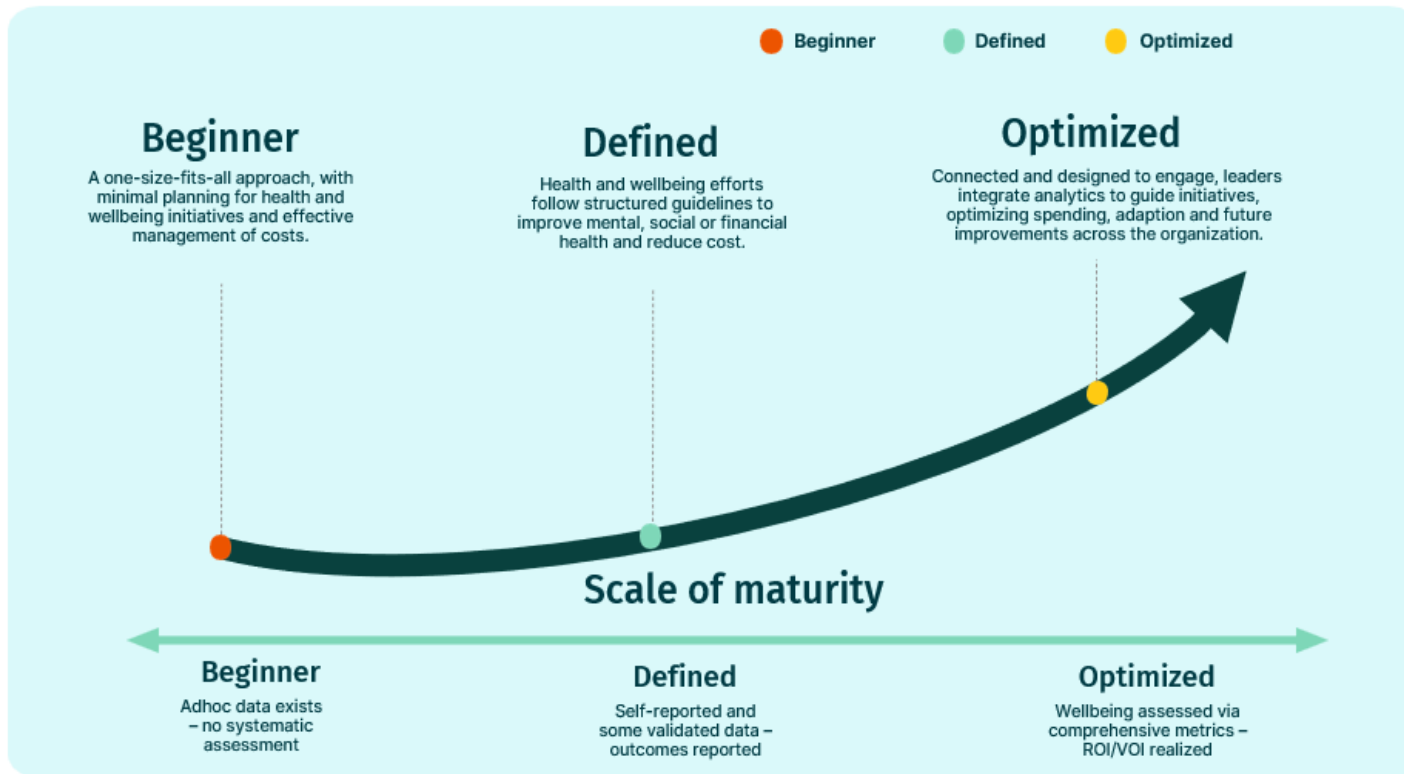 Beginner
Defined
Optimized
Beginner
A one-size-fits-all approach, with
minimal planning for health and
wellbeing initiatives and effective
management of costs.
Defined
Health and wellbeing efforts
follow structured guidelines to
improve mental, social or financial
health and reduce cost.
Optimized
Connected and designed to engage, leaders
integrate analytics to guide initiatives,
optimizing spending, adaption and future
improvements across the organization.
Scale of maturity
Beginner
Adhoc data exists
– no systematic
assessment
Defined
Self-reported and
some validated data –
outcomes reported
Optimized
Wellbeing assessed via
comprehensive metrics –
ROI/VOI realized